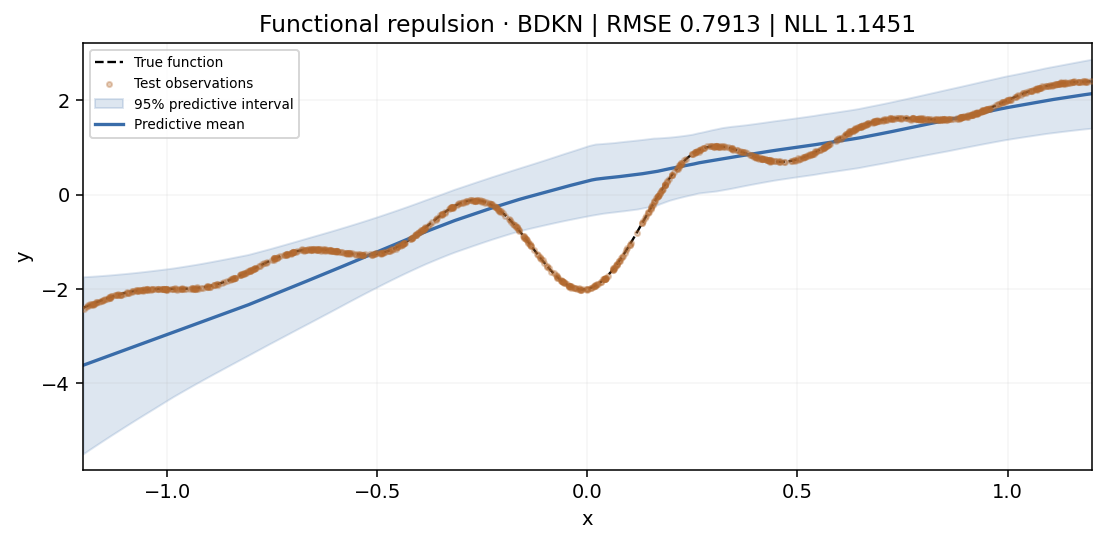 Functional repulsion · BDKN | RMSE 0.7913 | NLL 1.1451
True function
Test observations
95% predictive interval
Predictive mean
y
2
0
−2
−4
−1.0
−0.5
0.0
0.5
1.0
x